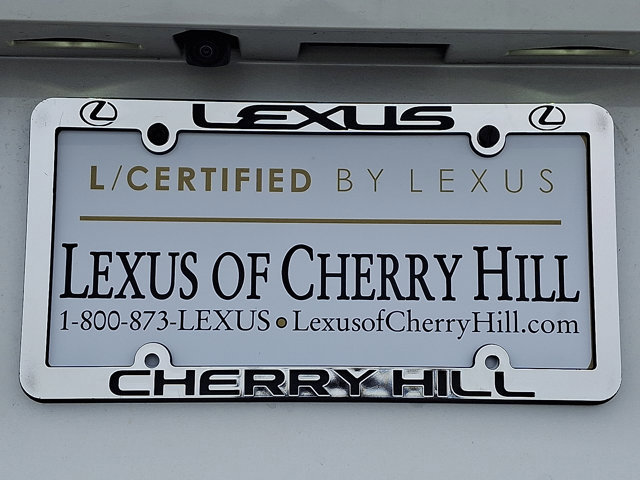 LEXUS
L/CERTIFIED BY LEXUS
LEXUS OF CHERRY HILL
1-800-873-LEXUS • LexusofCherryHill.com
CHERRY HILL